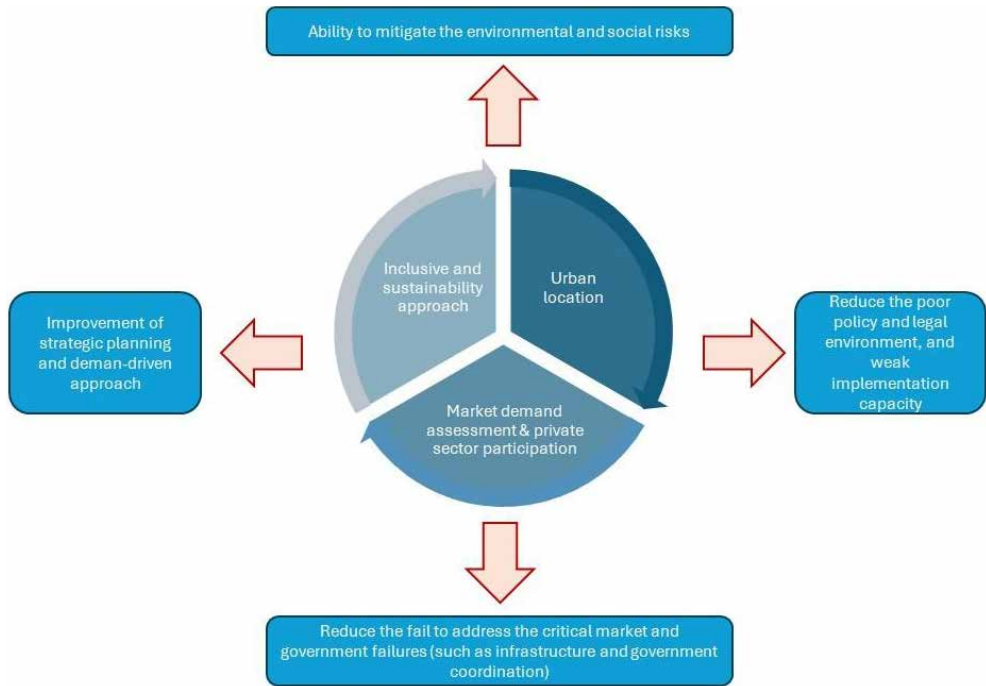 Ability to mitigate the environmental and social risks
Inclusive and
sustainability
approach
Urban
location
Improvement of
strategic planning
and deman-driven
approach
Reduce the poor
policy and legal
environment, and
weak
implementation
capacity
Market demand
assessment & private
sector participation
Reduce the fail to address the critical market and
government failures (such as infrastructure and government
coordination)